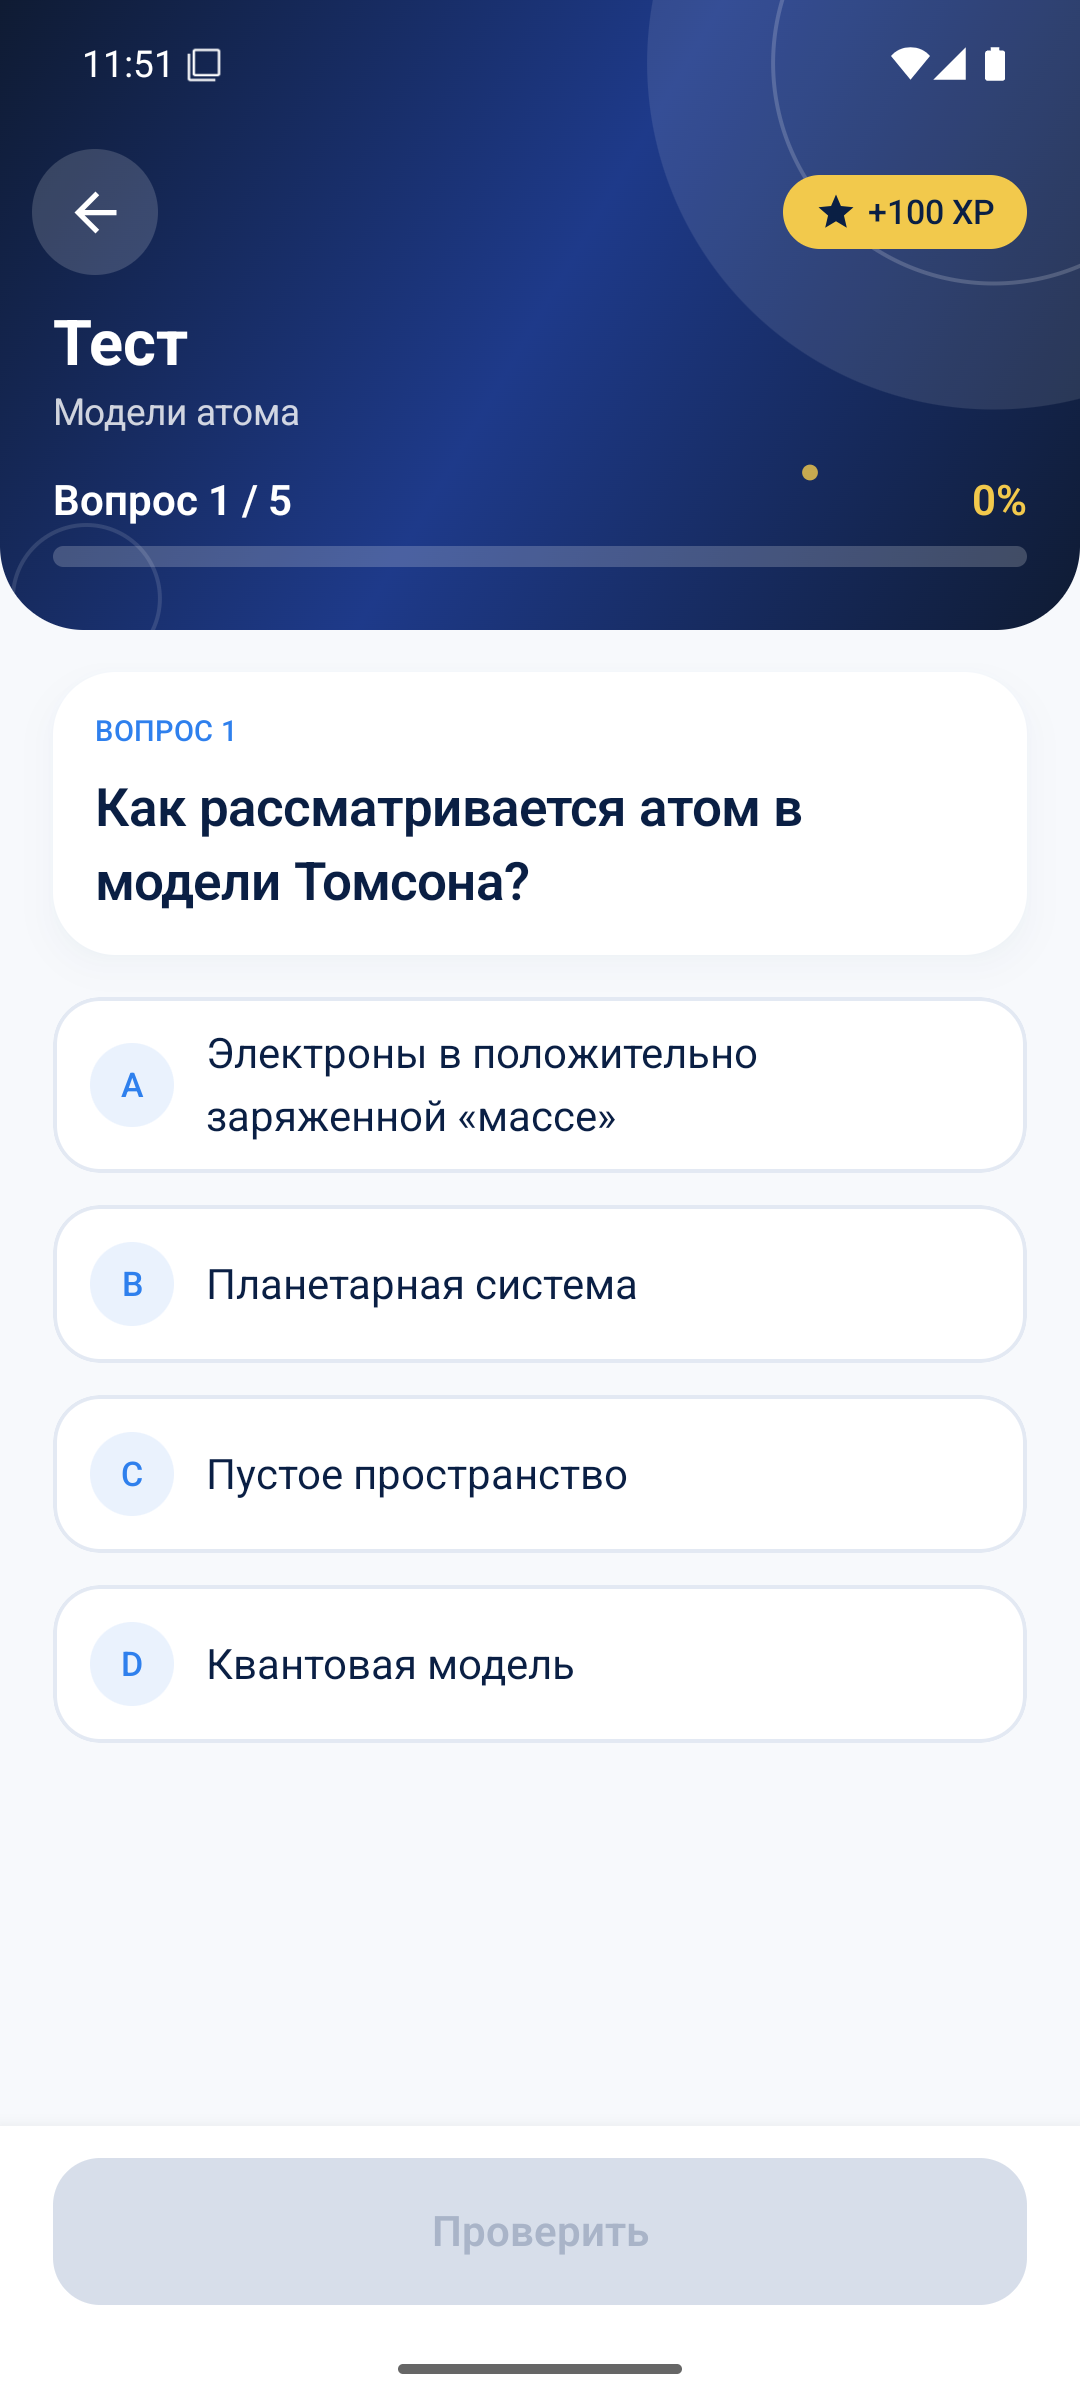 11:51
+100 XP
Тест
Модели атома
Вопрос 1 / 5
0%
ВОПРОС 1
Как рассматривается атом в
модели Томсона?
A
Электроны в положительно
заряженной «массе»
B
Планетарная система
C
Пустое пространство
D
Квантовая модель
Проверить